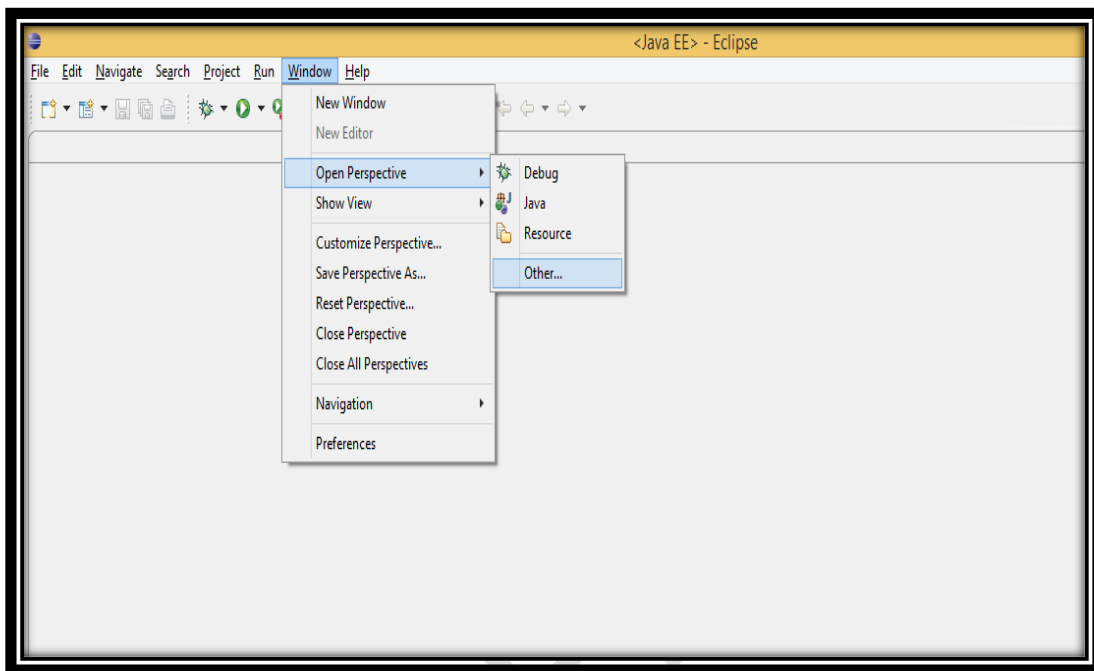 <Java EE> - Eclipse
File Edit Navigate Search Project Run Window Help
New Window
New Editor
Open Perspective
Debug
Java
Resource
Other...
Show View
Customize Perspective...
Save Perspective As...
Reset Perspective...
Close Perspective
Close All Perspectives
Navigation
Preferences